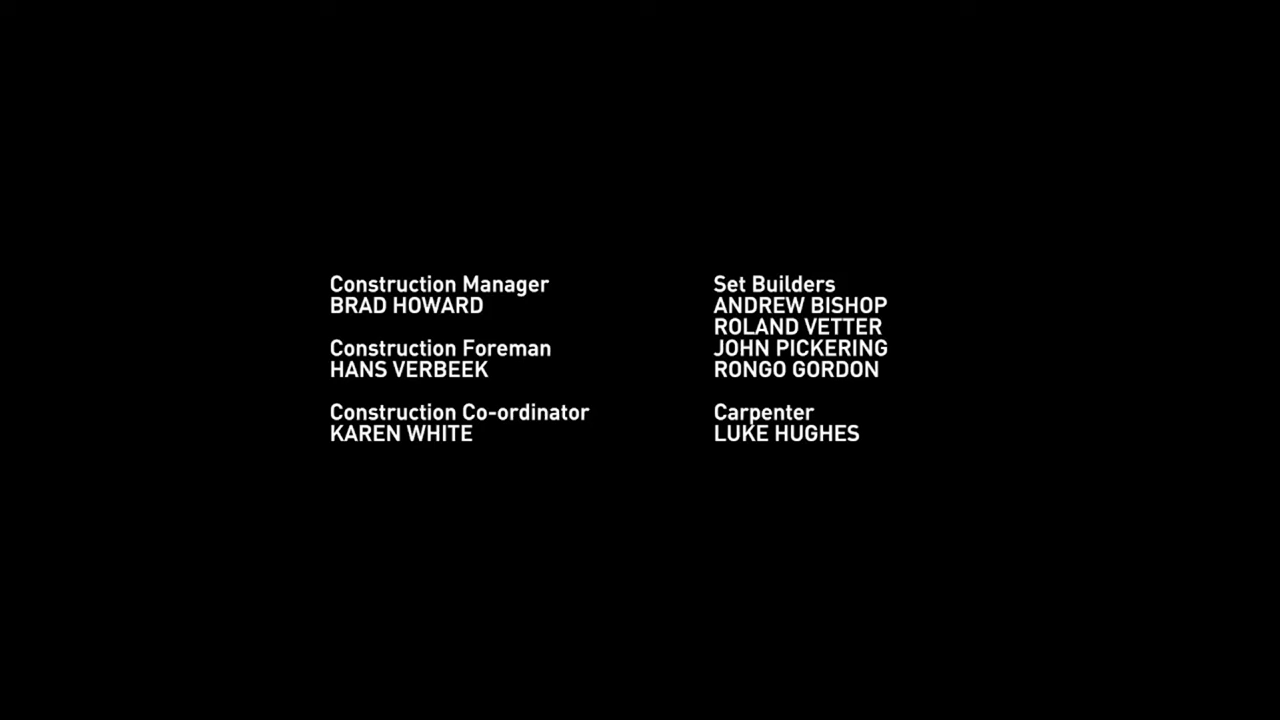 Construction Manager
BRAD HOWARD
Construction Foreman
HANS VERBEEK
Construction Co-ordinator
KAREN WHITE
Set Builders
ANDREW BISHOP
ROLAND VETTER
JOHN PICKERING
RONGO GORDON
Carpenter
LUKE HUGHES